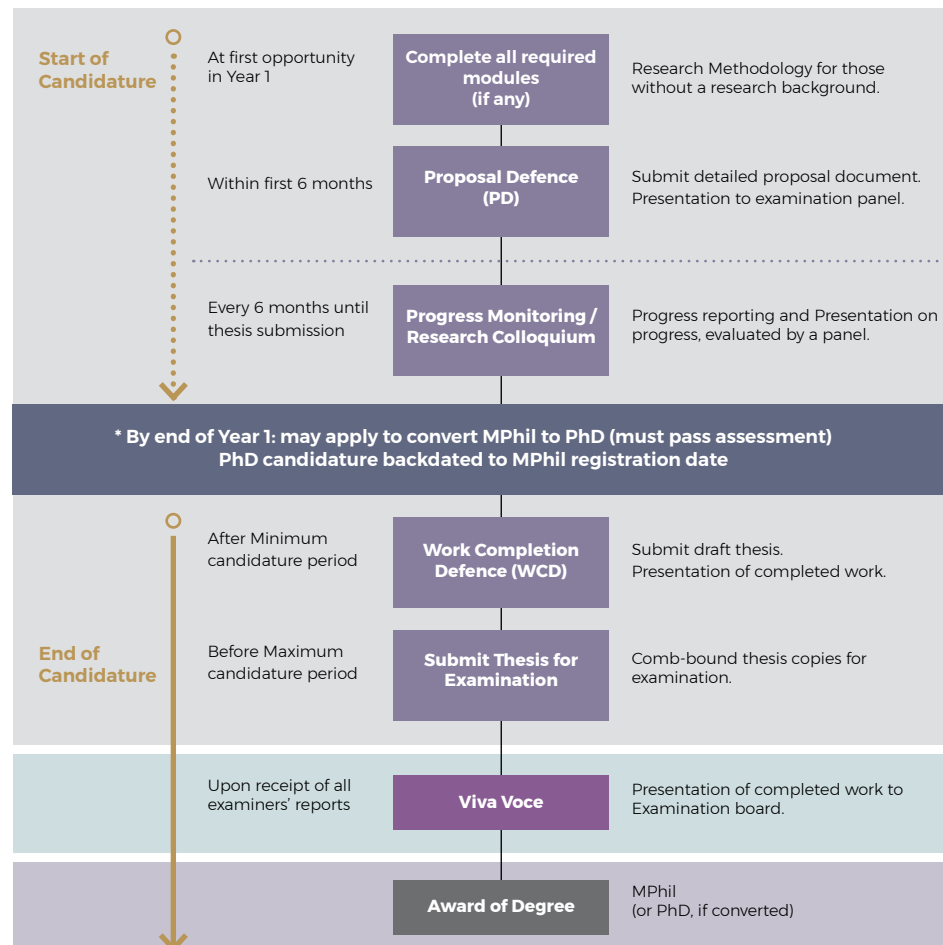 Start of
Candidature
At first opportunity
in Year 1
Complete all required
modules
(if any)
Research Methodology for those
without a research background.
Within first 6 months
Proposal Defence
(PD)
Submit detailed proposal document.
Presentation to examination panel.
Every 6 months until
thesis submission
Progress Monitoring /
Research Colloquium
Progress reporting and Presentation on
progress, evaluated by a panel.
* By end of Year 1: may apply to convert MPhil to PhD (must pass assessment)
PhD candidature backdated to MPhil registration date
After Minimum
candidature period
Work Completion
Defence (WCD)
Submit draft thesis.
Presentation of completed work.
End of
Candidature
Before Maximum
candidature period
Submit Thesis for
Examination
Comb-bound thesis copies for
examination.
Upon receipt of all
examiners’ reports
Viva Voce
Presentation of completed work to
Examination board.
Award of Degree
MPhil
(or PhD, if converted)